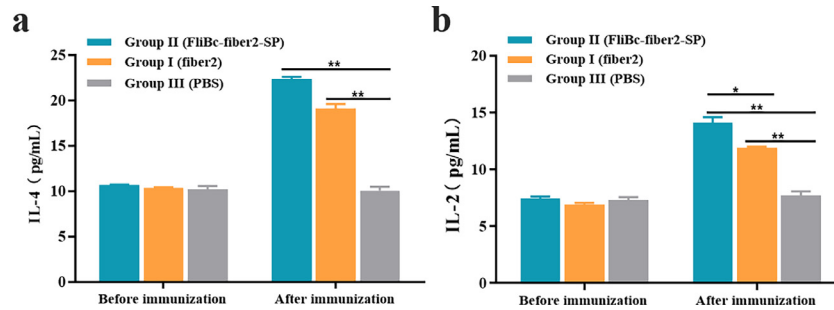 a
Group II (FliBc-fiber2-SP)
Group I (fiber2)
Group III (PBS)
25
20
15
10
5
0
IL-4（pg/mL）
**
**
Before immunization
After immunization
b
Group II (FliBc-fiber2-SP)
Group I (fiber2)
Group III (PBS)
20
15
10
5
0
IL-2（pg/mL）
*
**
**
Before immunization
After immunization